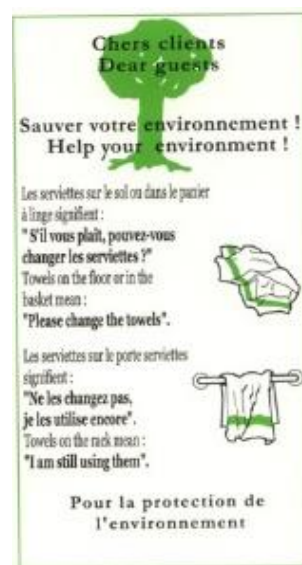 Chers clients
Dear guests
Sauver votre environnement !
Help your environment !
Les serviettes sur le sol ou dans le panier
à linge signifient :
"S'il vous plaît, pouvez-vous
changer les serviettes ?"
Towels on the floor or in the
basket mean :
"Please change the towels".
Les serviettes sur le porte serviettes
signifient :
"Ne les changez pas,
je les utilise encore".
Towels on the rack mean :
"I am still using them".
Pour la protection de
l'environnement